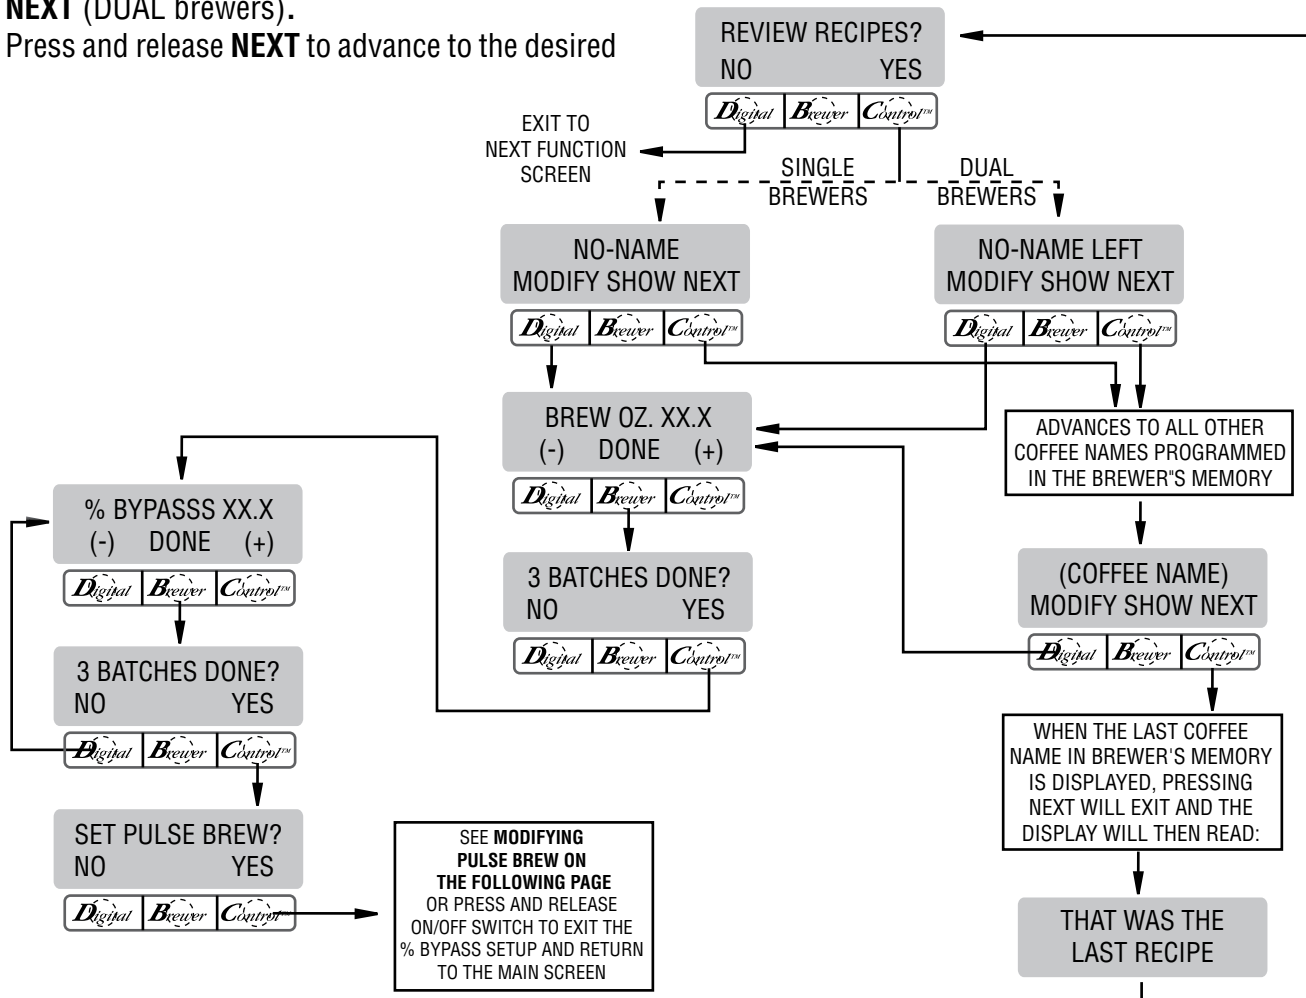 NEXT (DUAL brewers).
Press and release NEXT to advance to the desired
REVIEW RECIPES?
NO YES
Digital Brewer Control™
EXIT TO
NEXT FUNCTION
SCREEN
SINGLE
BREWERS
DUAL
BREWERS
NO-NAME
MODIFY SHOW NEXT
Digital Brewer Control™
NO-NAME LEFT
MODIFY SHOW NEXT
Digital Brewer Control™
BREW OZ. XX.X
(-) DONE (+)
Digital Brewer Control™
ADVANCES TO ALL OTHER
COFFEE NAMES PROGRAMMED
IN THE BREWER"S MEMORY
% BYPASSS XX.X
(-) DONE (+)
Digital Brewer Control™
3 BATCHES DONE?
NO YES
Digital Brewer Control™
(COFFEE NAME)
MODIFY SHOW NEXT
Digital Brewer Control™
3 BATCHES DONE?
NO YES
Digital Brewer Control™
WHEN THE LAST COFFEE
NAME IN BREWER'S MEMORY
IS DISPLAYED, PRESSING
NEXT WILL EXIT AND THE
DISPLAY WILL THEN READ:
SET PULSE BREW?
NO YES
Digital Brewer Control™
SEE MODIFYING
PULSE BREW ON
THE FOLLOWING PAGE
OR PRESS AND RELEASE
ON/OFF SWITCH TO EXIT THE
% BYPASS SETUP AND RETURN
TO THE MAIN SCREEN
THAT WAS THE
LAST RECIPE